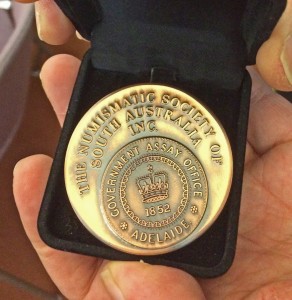 THE NUMISMATIC SOCIETY OF
SOUTH AUSTRALIA
INC.
GOVERNMENT ASSAY OFFICE
1852
ADELAIDE